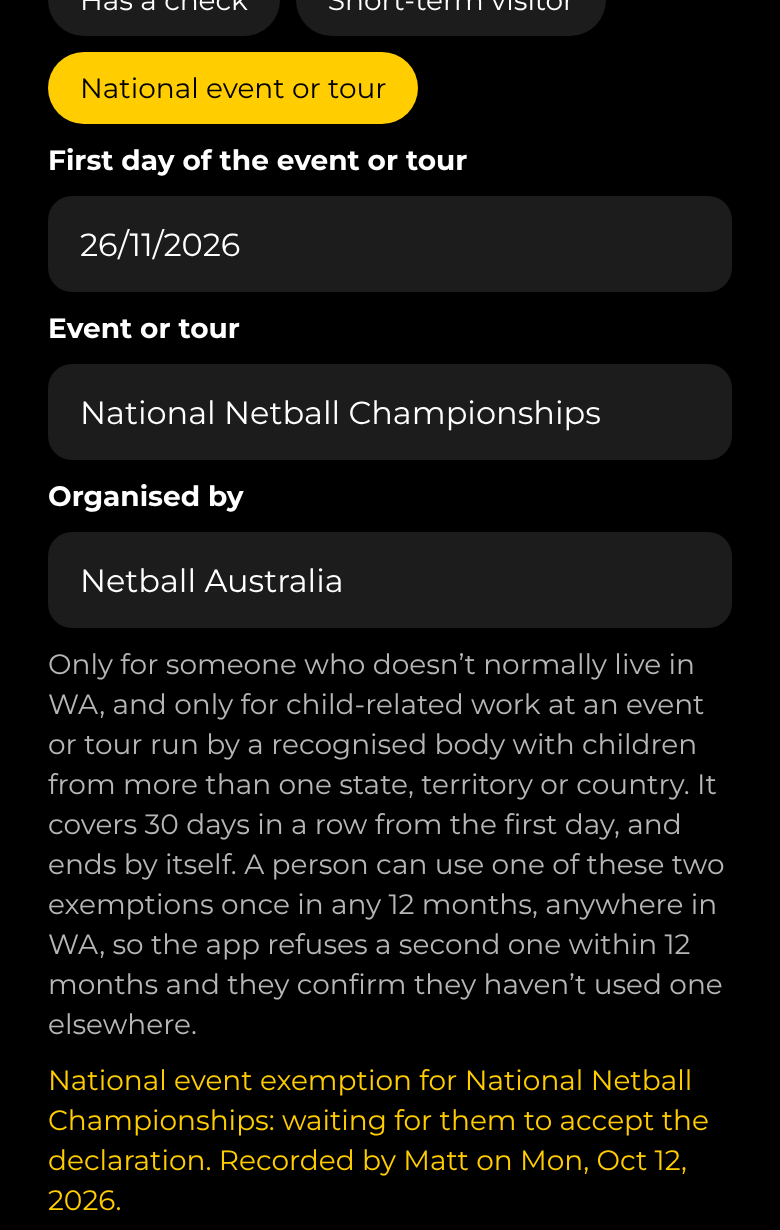 Has a check Short-term visitor
National event or tour
First day of the event or tour
26/11/2026
Event or tour
National Netball Championships
Organised by
Netball Australia
Only for someone who doesn’t normally live in
WA, and only for child-related work at an event
or tour run by a recognised body with children
from more than one state, territory or country. It
covers 30 days in a row from the first day, and
ends by itself. A person can use one of these two
exemptions once in any 12 months, anywhere in
WA, so the app refuses a second one within 12
months and they confirm they haven’t used one
elsewhere.
National event exemption for National Netball
Championships: waiting for them to accept the
declaration. Recorded by Matt on Mon, Oct 12,
2026.